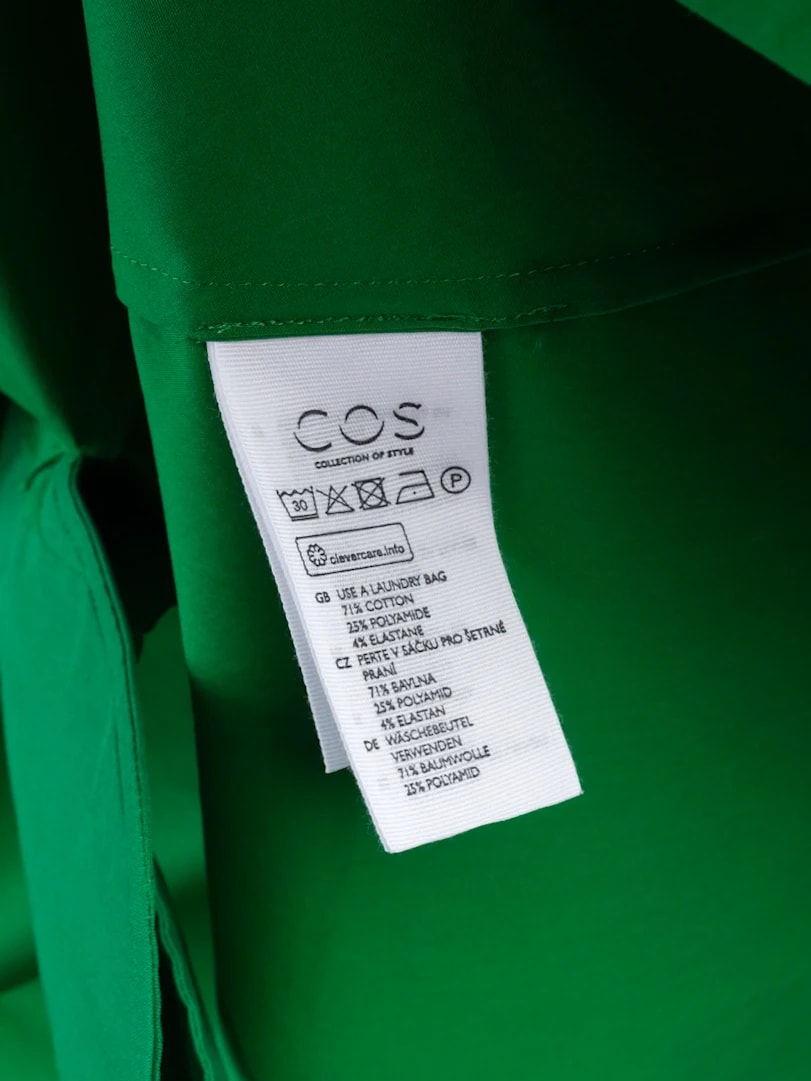 COS
COLLECTION OF STYLE
30 P
clevercare.info
GB USE A LAUNDRY BAG
71% COTTON
25% POLYAMIDE
4% ELASTANE
CZ PERTE V SÁČKU PRO ŠETRNÉ
PRANÍ
71% BAVLNA
25% POLYAMID
4% ELASTAN
DE WÄSCHEBEUTEL
VERWENDEN
71% BAUMWOLLE
25% POLYAMID